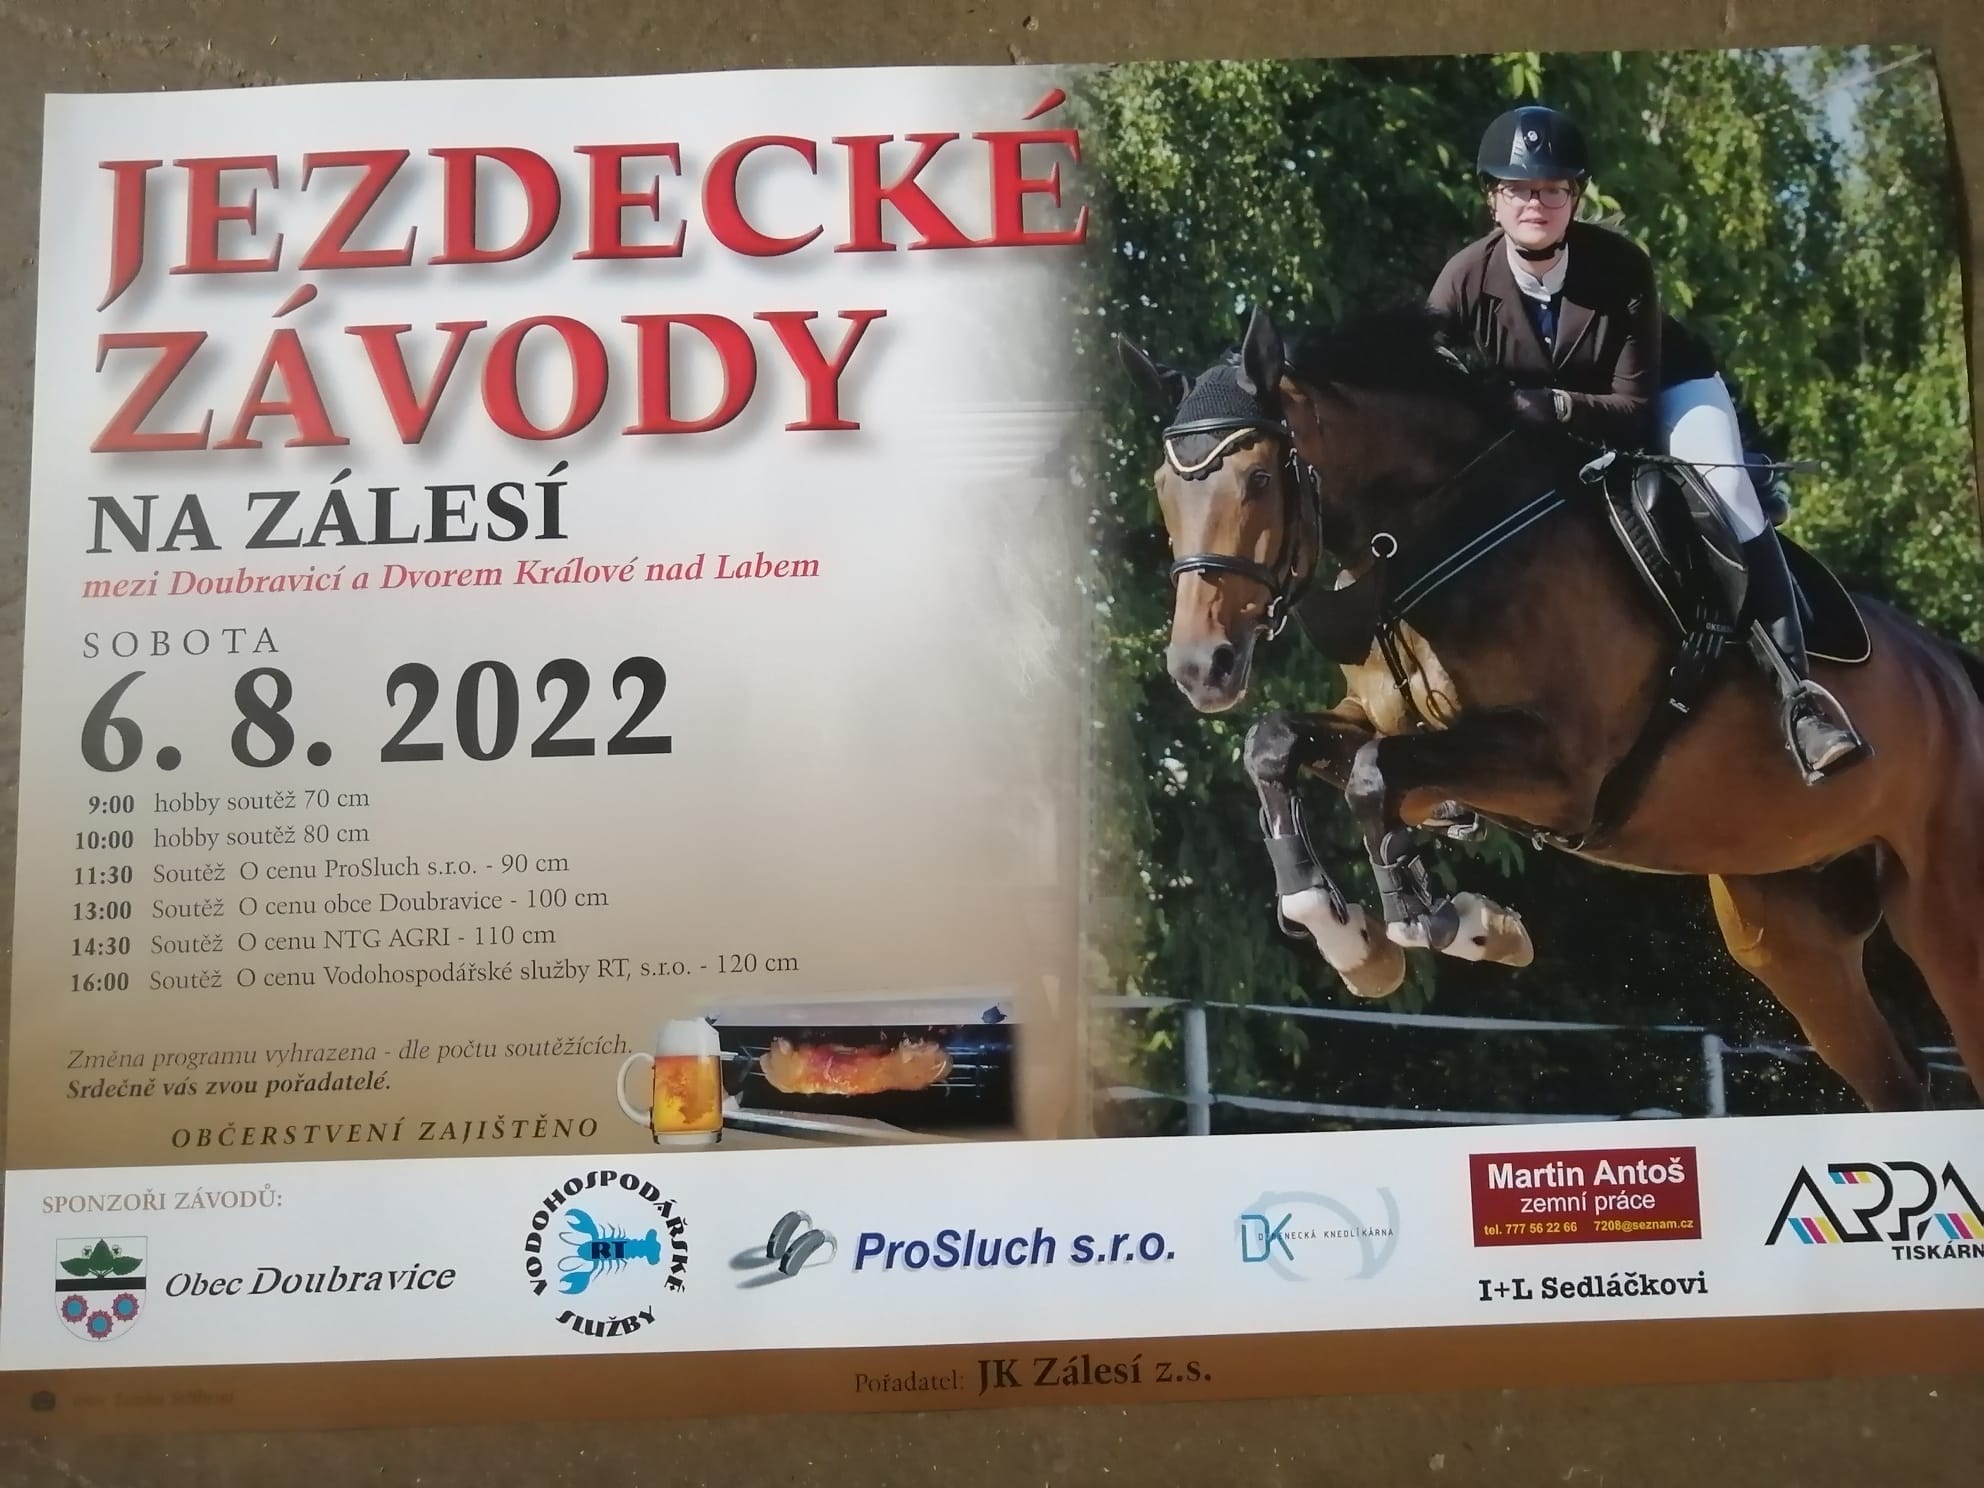 JEZDECKÉ
ZÁVODY
NA ZÁLESÍ
mezi Doubravicí a Dvorem Králové nad Labem
SOBOTA
6. 8. 2022
9:00 hobby soutěž 70 cm
10:00 hobby soutěž 80 cm
11:30 Soutěž O cenu ProSluch s.r.o. - 90 cm
13:00 Soutěž O cenu obce Doubravice - 100 cm
14:30 Soutěž O cenu NTG AGRI - 110 cm
16:00 Soutěž O cenu Vodohospodářské služby RT, s.r.o. - 120 cm
Změna programu vyhrazena - dle počtu soutěžících.
Srdečně vás zvou pořadatelé.
OBČERSTVENÍ ZAJIŠTĚNO
SPONZOŘI ZÁVODŮ:
Obec Doubravice
VODOHOSPODÁŘSKÉ
RT
SLUŽBY
ProSluch s.r.o.
DK
KNEDLÍKÁRNA
Martin Antoš
zemní práce
tel. 777 56 22 66 7208@seznam.cz
I+L Sedláčkovi
ARPA
TISKÁRN
Pořadatel: JK Zálesí z.s.